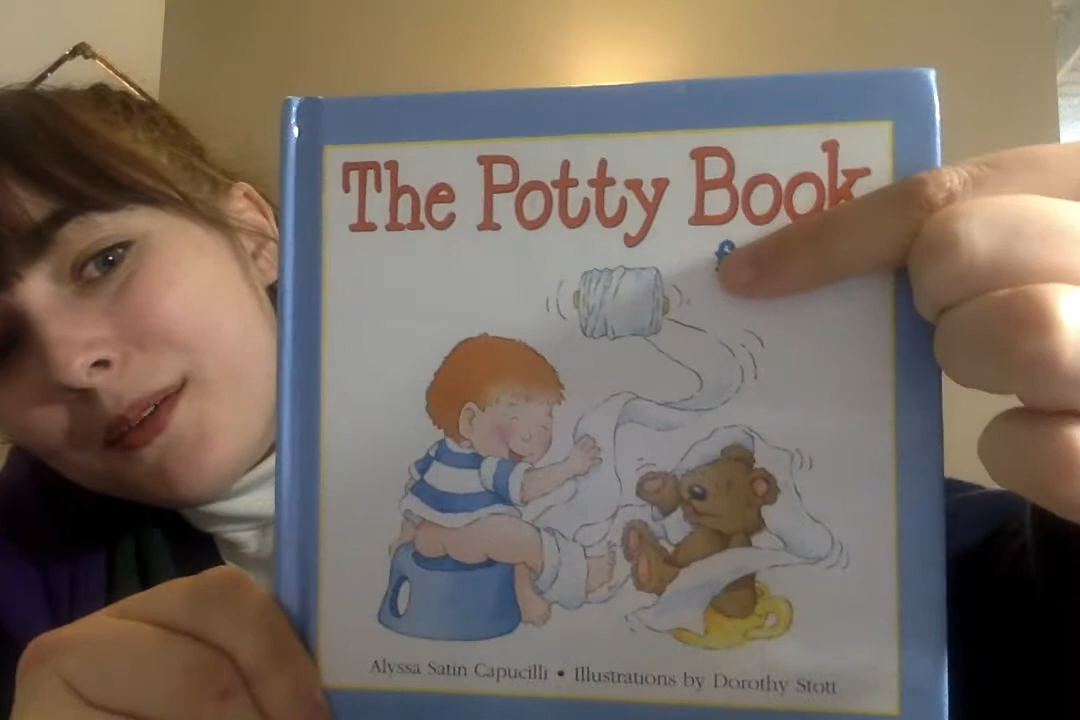 The Potty Book
Alyssa Satin Capucilli • Illustrations by Dorothy Stott